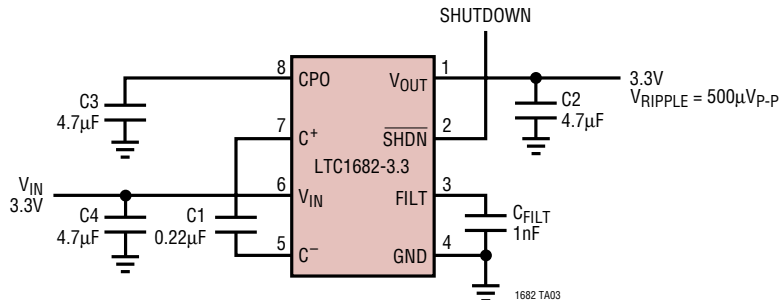 SHUTDOWN
8 CPO
VOUT 1
3.3V
VRIPPLE = 500μVP-P
C3
4.7μF
C2
4.7μF
7 C+
SHDN 2
LTC1682-3.3
VIN
3.3V
6 VIN
FILT 3
C4
4.7μF
C1
0.22μF
CFILT
1nF
5 C–
GND 4
1682 TA03